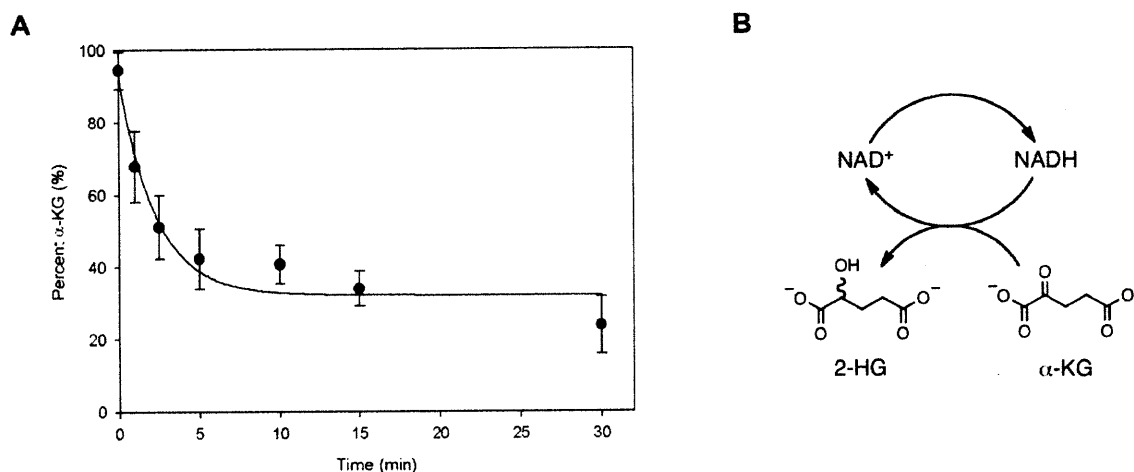 A
Percent α-KG (%)
100
80
60
40
20
0
0 5 10 15 20 25 30
Time (min)
B
NAD⁺ NADH
OH
⁻O O⁻ ⁻O O O
O O O O
2-HG α-KG